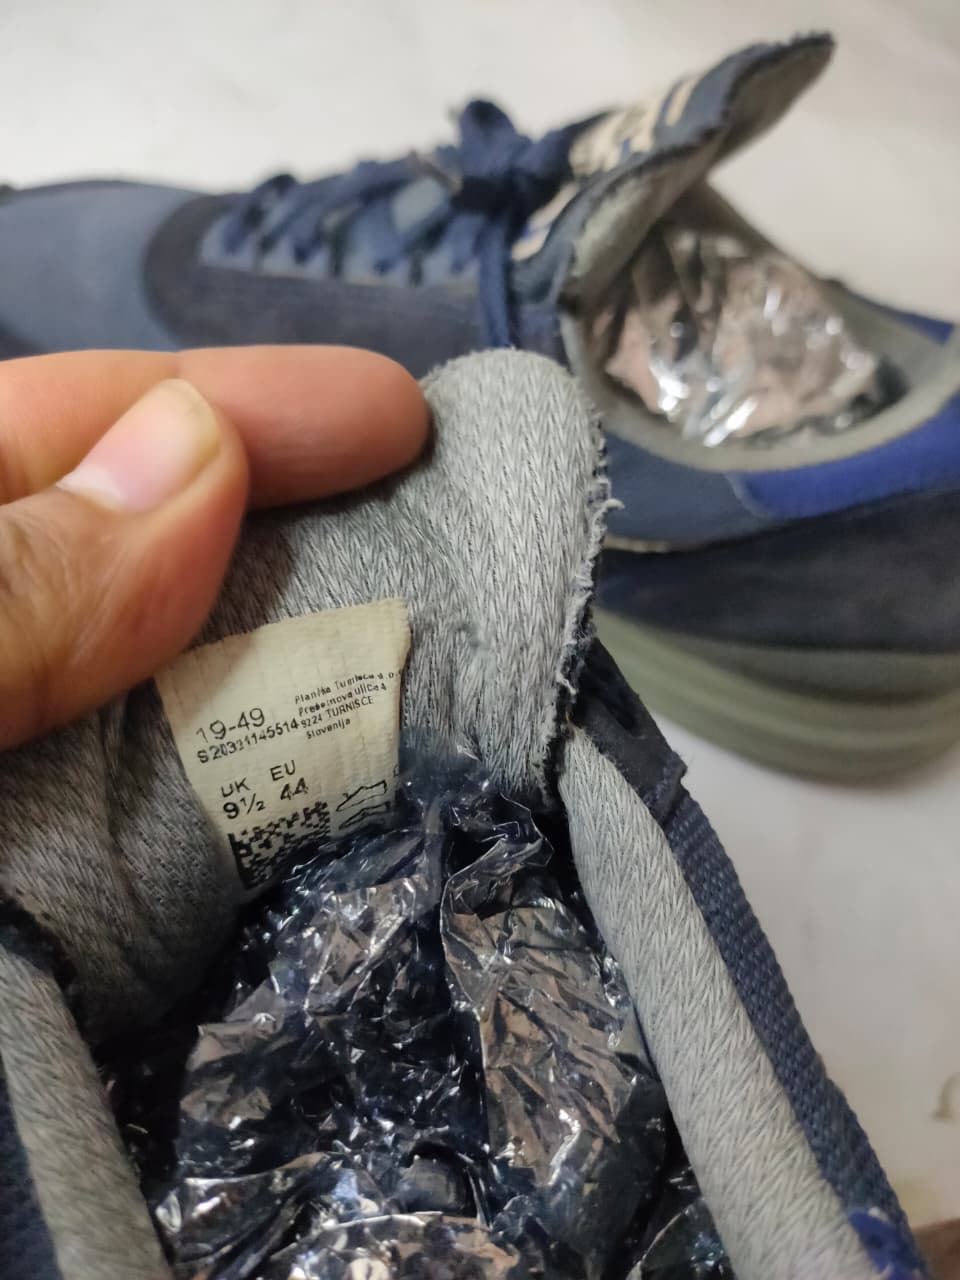 19-49
S20321145514
Planika Turnišče d.o.
Prešernova ulica 4
9224 TURNIŠČE
Slovenija
UK EU
9½ 44